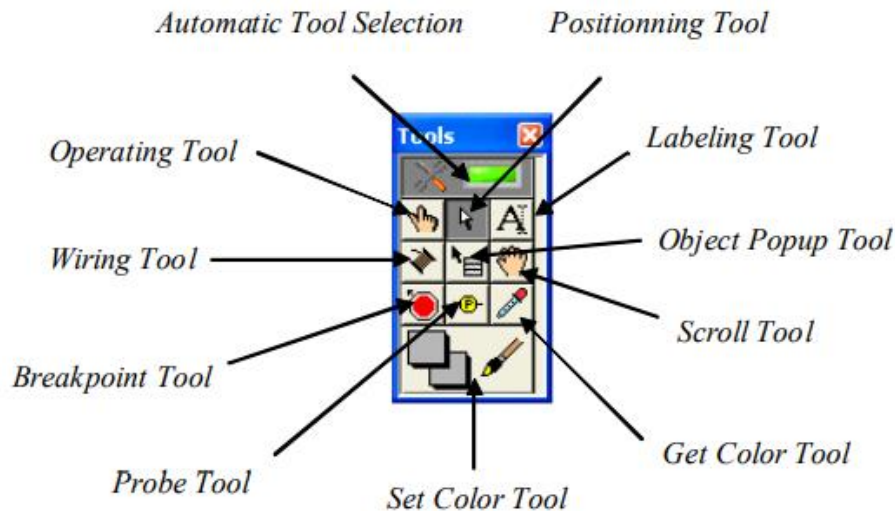 Automatic Tool Selection
Positionning Tool
Tools
Operating Tool
Labeling Tool
A
Wiring Tool
Object Popup Tool
P
Scroll Tool
Breakpoint Tool
Get Color Tool
Probe Tool
Set Color Tool